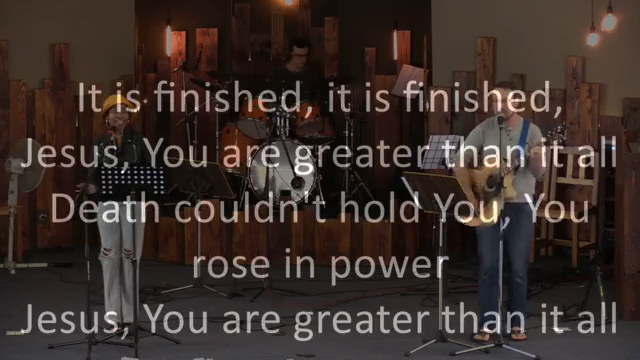 It is finished, it is finished,
Jesus, You are greater than it all
Death couldn't hold You, You
rose in power
Jesus, You are greater than it all